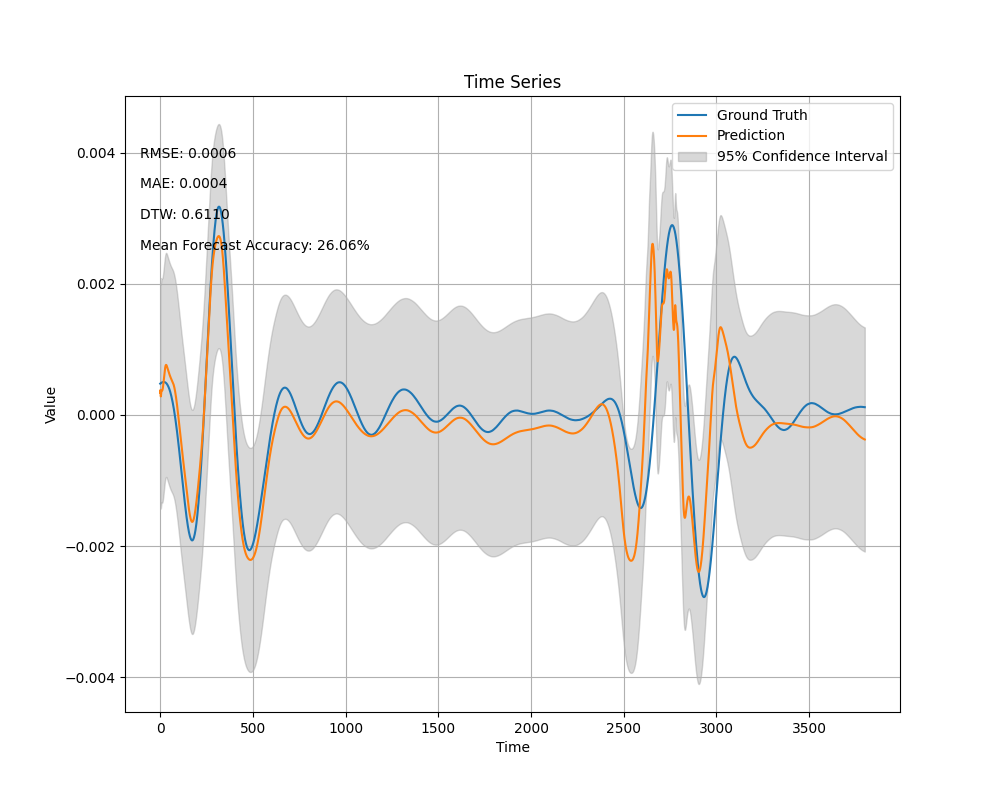 Time Series
Ground Truth
Prediction
95% Confidence Interval
RMSE: 0.0006
MAE: 0.0004
DTW: 0.6110
Mean Forecast Accuracy: 26.06%
Value
0.004
0.002
0.000
−0.002
−0.004
0 500 1000 1500 2000 2500 3000 3500
Time